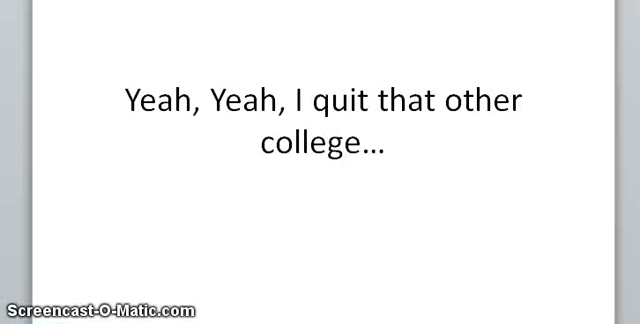 Yeah, Yeah, I quit that other
college...
Screencast-O-Matic.com